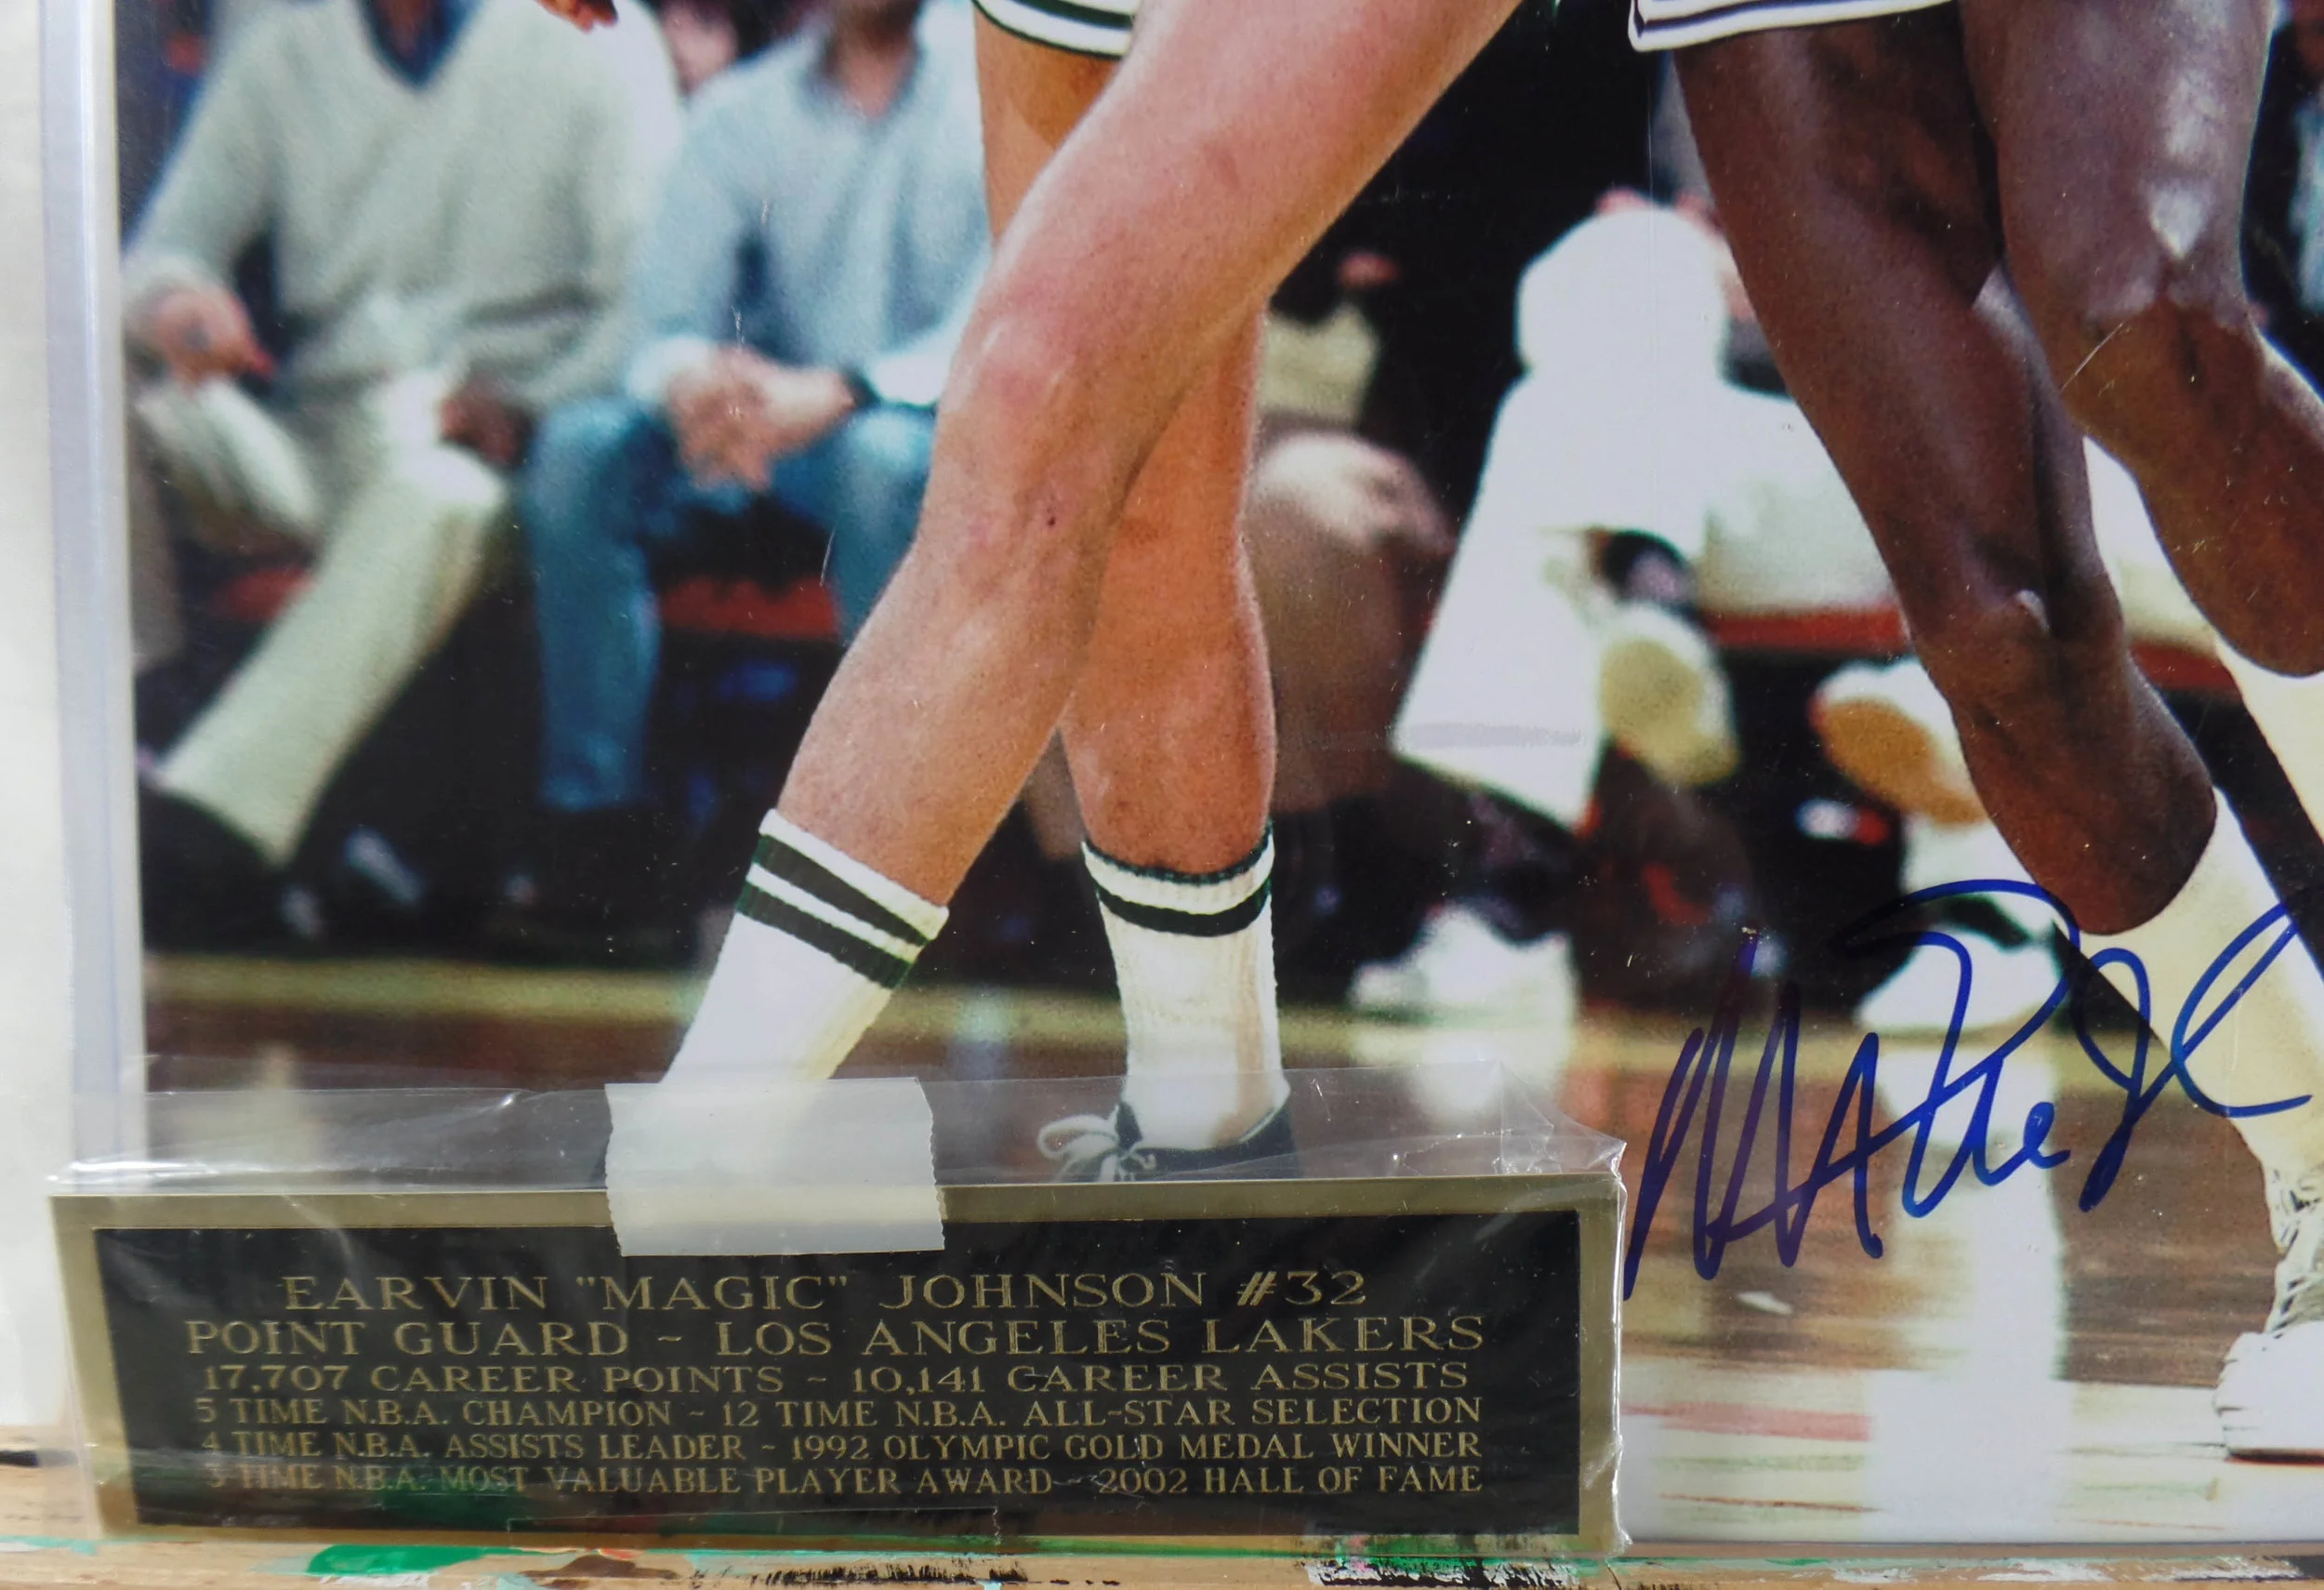 EARVIN "MAGIC" JOHNSON #32
POINT GUARD ~ LOS ANGELES LAKERS
17,707 CAREER POINTS ~ 10,141 CAREER ASSISTS
5 TIME N.B.A. CHAMPION ~ 12 TIME N.B.A. ALL-STAR SELECTION
4 TIME N.B.A. ASSISTS LEADER ~ 1992 OLYMPIC GOLD MEDAL WINNER
3 TIME N.B.A. MOST VALUABLE PLAYER AWARD ~ 2002 HALL OF FAME